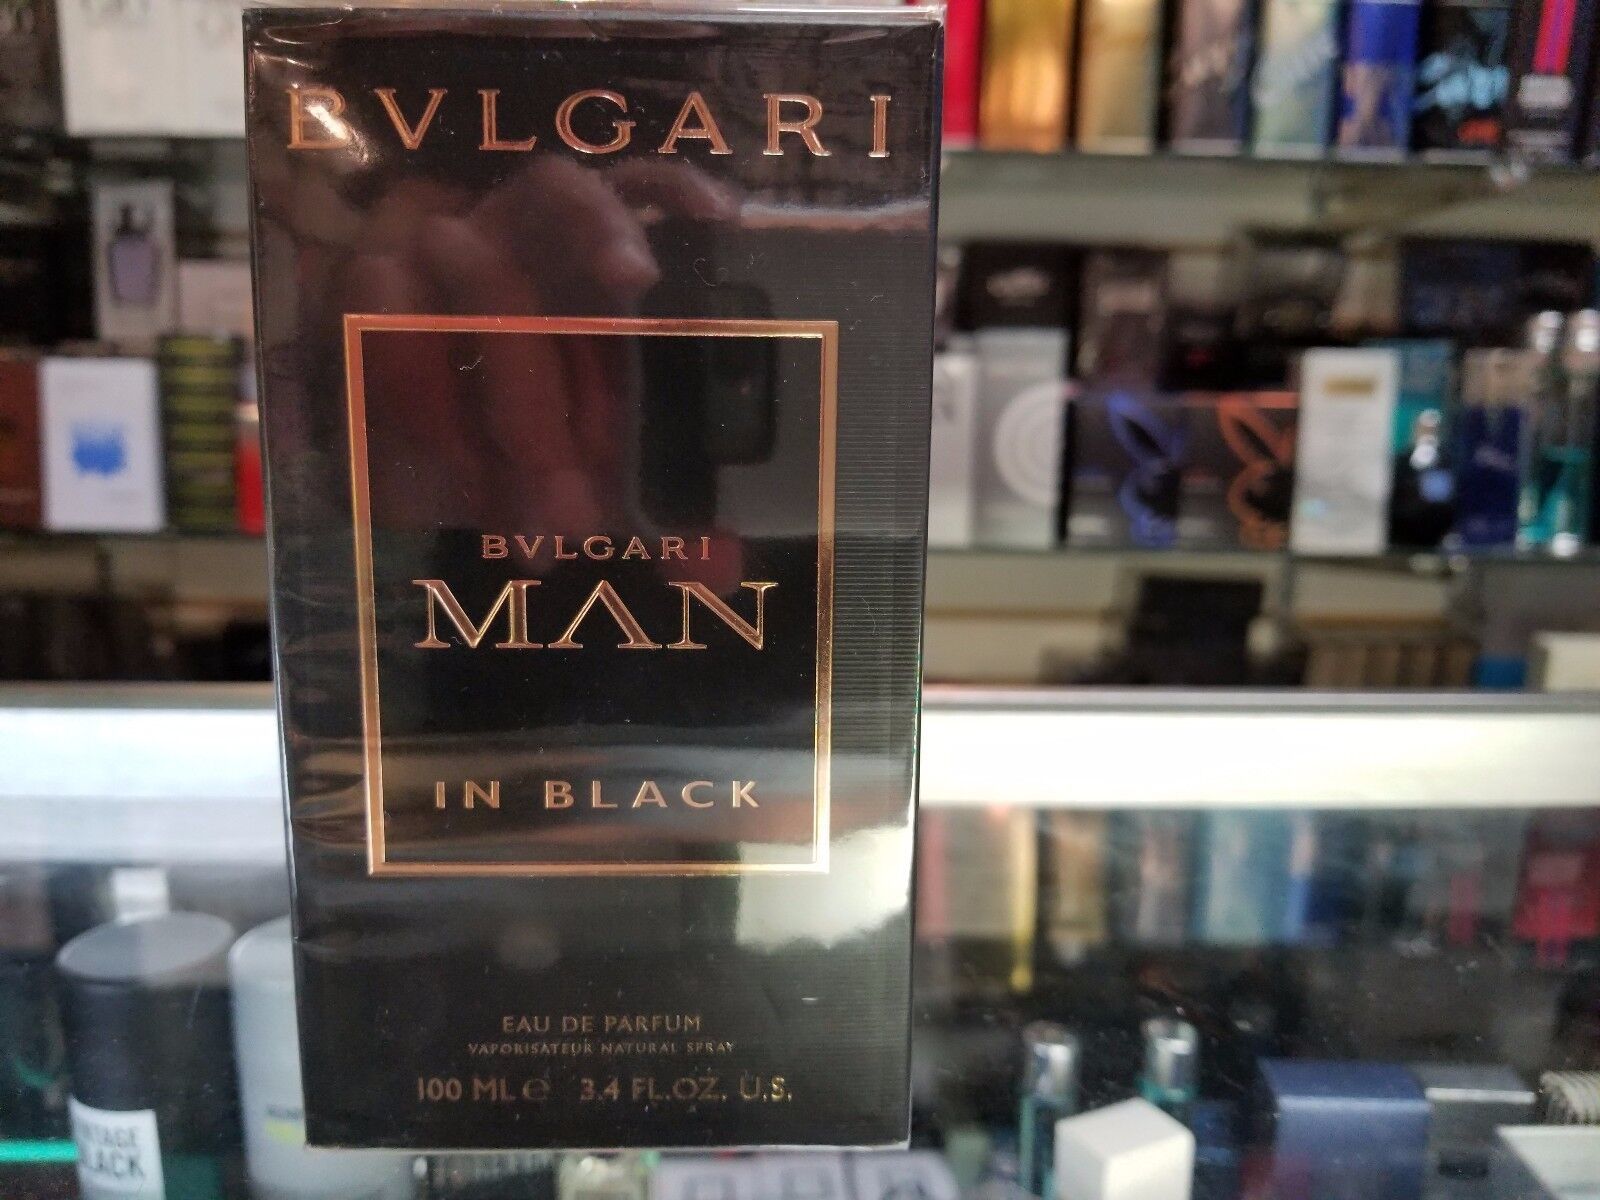 BVLGARI
BVLGARI
MAN
IN BLACK
EAU DE PARFUM
VAPORISATEUR NATURAL SPRAY
100 ML e 3.4 FL.OZ. U.S.
BLACK